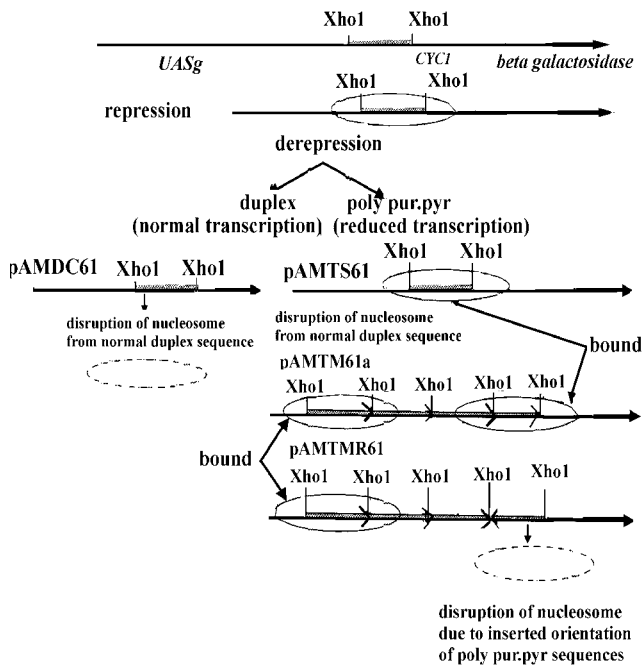 Xho1 Xho1
UASg CYC1 beta galactosidase
Xho1 Xho1
repression
derepression
duplex poly pur.pyr
(normal transcription) (reduced transcription)
pAMDC61 Xho1 Xho1 pAMTS61 Xho1 Xho1
disruption of nucleosome
from normal duplex sequence
disruption of nucleosome
from normal duplex sequence
bound
pAMTM61a
Xho1 Xho1 Xho1 Xho1 Xho1
bound
pAMTMR61
Xho1 Xho1 Xho1 Xho1 Xho1
disruption of nucleosome
due to inserted orientation
of poly pur.pyr sequences